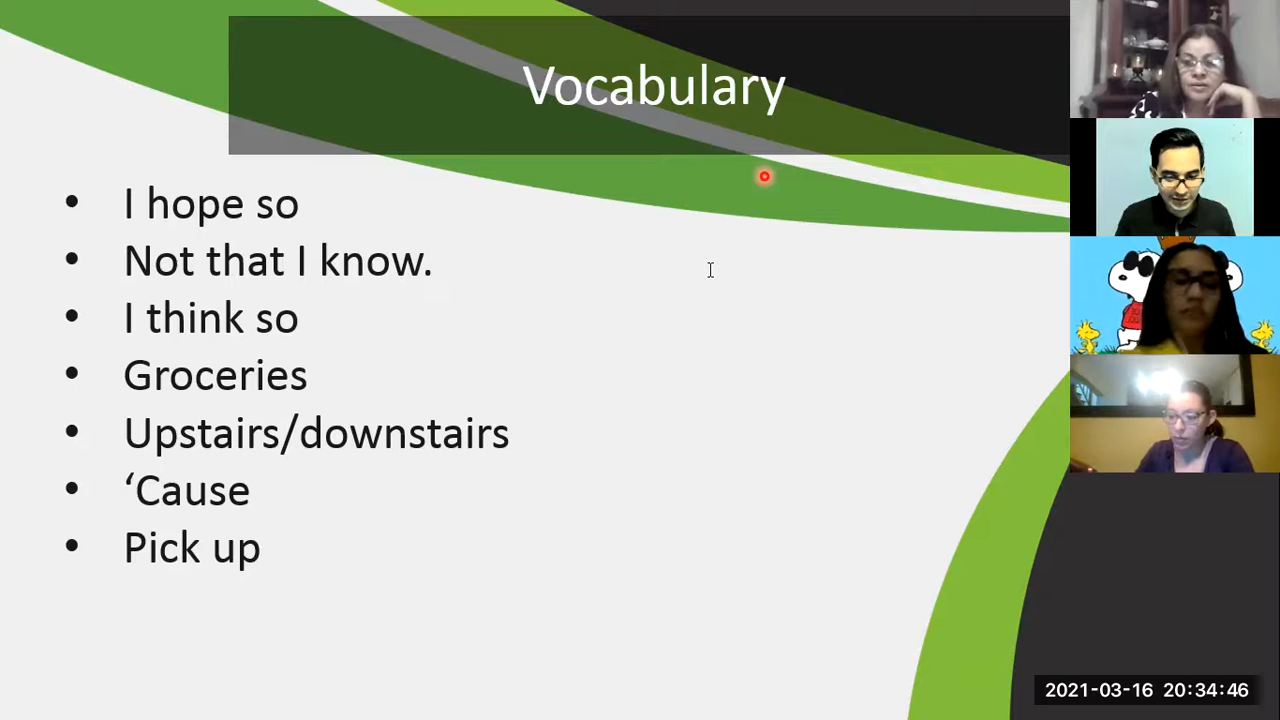 Vocabulary
• I hope so
• Not that I know.
• I think so
• Groceries
• Upstairs/downstairs
• ‘Cause
• Pick up
2021-03-16 20:34:46